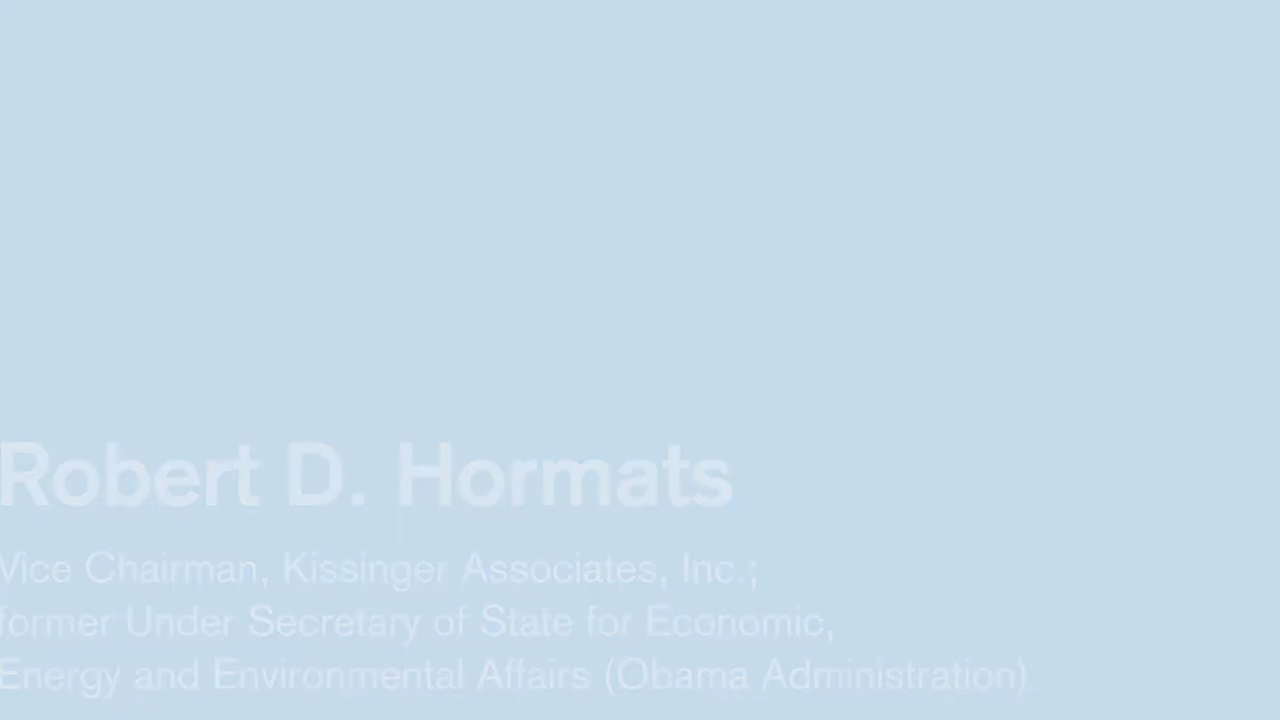 Robert D. Hormats
Vice Chairman, Kissinger Associates, Inc.;
former Under Secretary of State for Economic,
Energy and Environmental Affairs (Obama Administration)